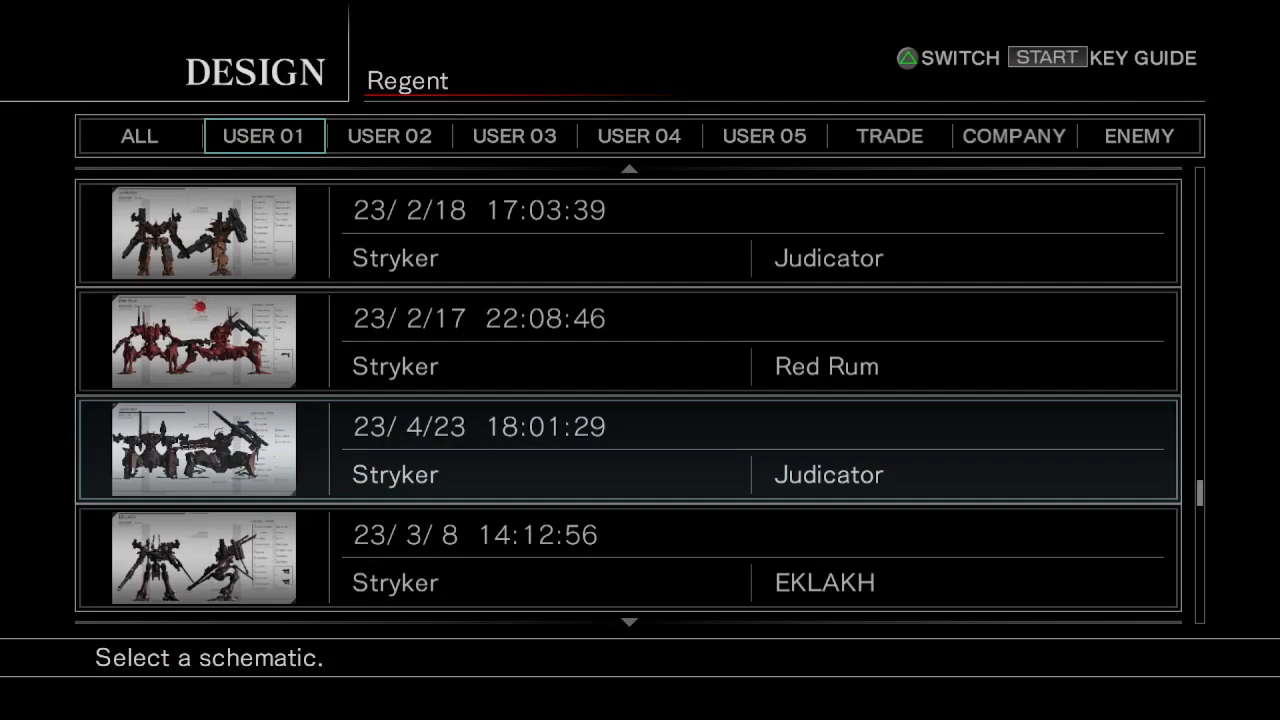 DESIGN
Regent
SWITCH START KEY GUIDE
ALL USER 01 USER 02 USER 03 USER 04 USER 05 TRADE COMPANY ENEMY
23/ 2/18 17:03:39
Stryker Judicator
23/ 2/17 22:08:46
Stryker Red Rum
23/ 4/23 18:01:29
Stryker Judicator
23/ 3/ 8 14:12:56
Stryker EKLAKH
Select a schematic.